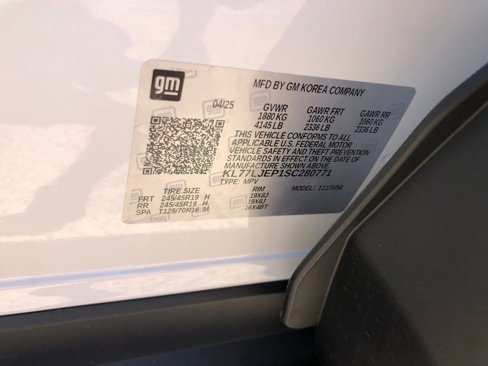 gm
MFD BY GM KOREA COMPANY
04/25 GVWR GAWR FRT GAWR RR
1880 KG 1060 KG 1060 KG
4145 LB 2336 LB 2336 LB
THIS VEHICLE CONFORMS TO ALL
APPLICABLE U.S. FEDERAL MOTOR
VEHICLE SAFETY AND THEFT PREVENTION
STANDARDS IN EFFECT ON THE DATE OF
MANUFACTURE SHOWN ABOVE.
KL77LJEP1SC280771
TYPE: MPV MODEL: 1TU58
TIRE SIZE RIM
FRT 245/45R19 H 19X8J
RR 245/45R19 H 19X8J
SPA T125/70R16 M 16X4BT